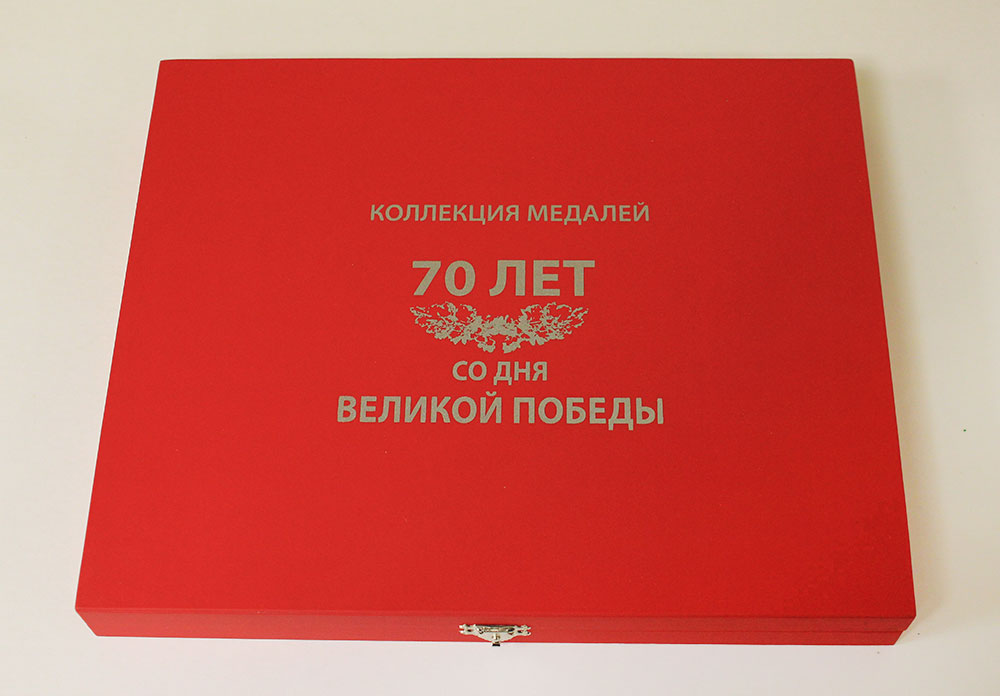 КОЛЛЕКЦИЯ МЕДАЛЕЙ
70 ЛЕТ
СО ДНЯ
ВЕЛИКОЙ ПОБЕДЫ